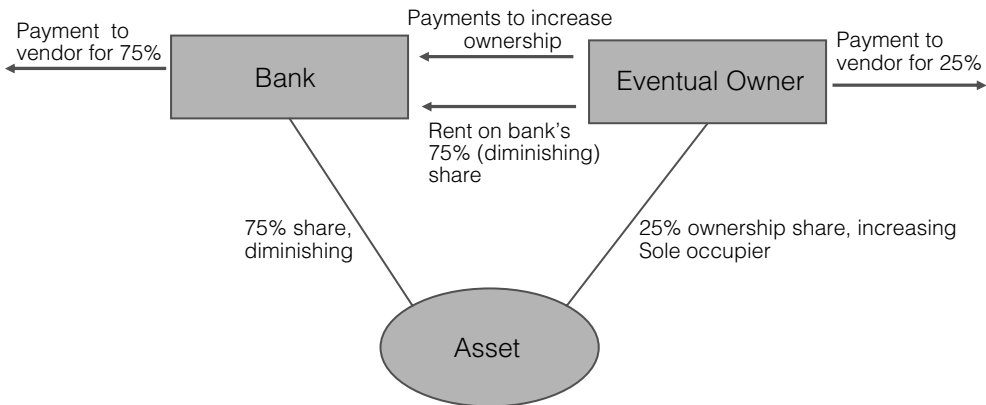 Payment to
vendor for 75%
Bank
Payments to increase
ownership
Rent on bank's
75% (diminishing)
share
Eventual Owner
Payment to
vendor for 25%
75% share,
diminishing
25% ownership share, increasing
Sole occupier
Asset